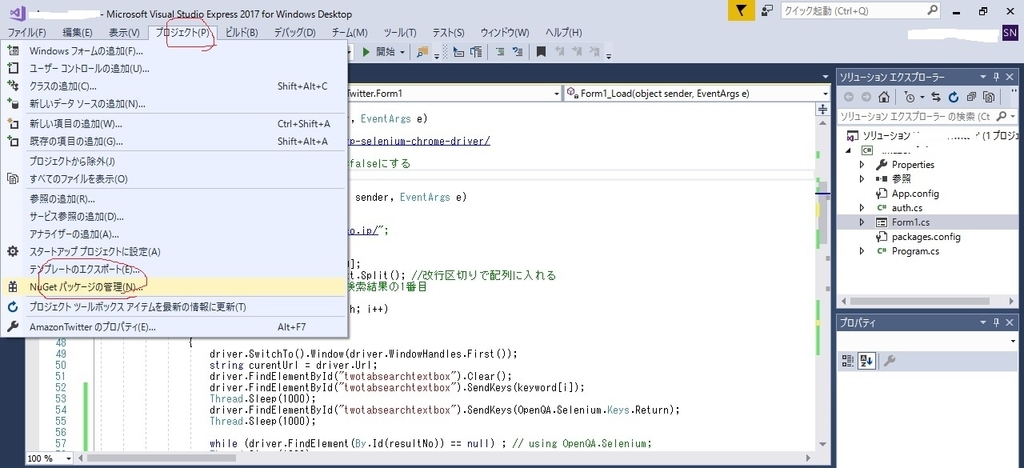 - Microsoft Visual Studio Express 2017 for Windows Desktop
クイック起動 (Ctrl+Q)
ファイル(F) 編集(E) 表示(V) プロジェクト(P) ビルド(B) デバッグ(D) チーム(M) ツール(T) テスト(S) ウィンドウ(W) ヘルプ(H)
SN
開始
Windows フォームの追加(F)...
ユーザー コントロールの追加(U)...
クラスの追加(C)... Shift+Alt+C
新しいデータ ソースの追加(N)...
新しい項目の追加(W)... Ctrl+Shift+A
既存の項目の追加(G)... Shift+Alt+A
プロジェクトから除外(J)
すべてのファイルを表示(O)
参照の追加(R)...
サービス参照の追加(D)...
アナライザーの追加(A)...
スタートアップ プロジェクトに設定(A)
テンプレートのエクスポート(E)...
NuGet パッケージの管理(N)...
プロジェクト ツールボックス アイテムを最新の情報に更新(T)
AmazonTwitter のプロパティ(E)... Alt+F7
Twitter.Form1
Form1_Load(object sender, EventArgs e)
, EventArgs e)
p-selenium-chrome-driver/
falseにする
sender, EventArgs e)
o.jp/";
];
t.Split(); //改行区切りで配列に入れる
検索結果の1番目
h; i++)
48 {
49 driver.SwitchTo().Window(driver.WindowHandles.First());
50 string curentUrl = driver.Url;
51 driver.FindElementById("twotabsearchtextbox").Clear();
52 driver.FindElementById("twotabsearchtextbox").SendKeys(keyword[i]);
53 Thread.Sleep(1000);
54 driver.FindElementById("twotabsearchtextbox").SendKeys(OpenQA.Selenium.Keys.Return);
55 Thread.Sleep(1000);
56
57 while (driver.FindElement(By.Id(resultNo)) == null) ; // using OpenQA.Selenium;
100 %
ソリューション エクスプローラー
ソリューション エクスプローラー の検索 (Ct
ソリューション
(1 プロジ
Properties
参照
App.config
auth.cs
Form1.cs
packages.config
Program.cs
プロパティ